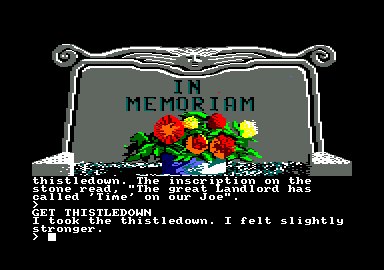 IN
MEMORIAM
thistledown. The inscription on the
stone read, "The great Landlord has
called 'Time' on our Joe".
>
GET THISTLEDOWN
I took the thistledown. I felt slightly
stronger.
>